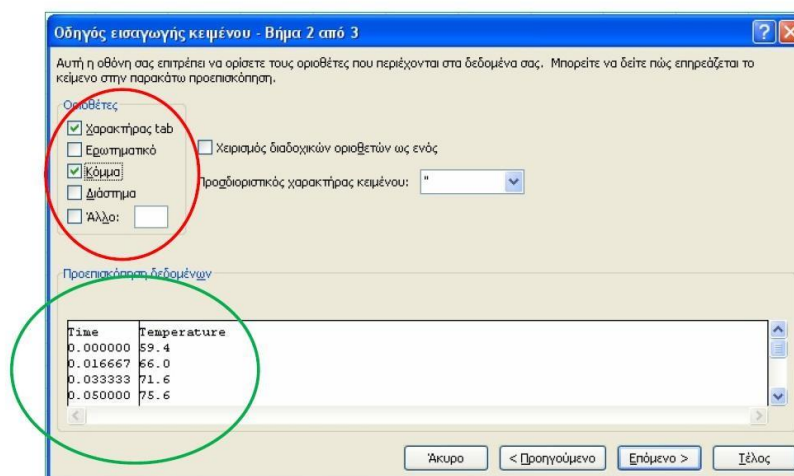 Οδηγός εισαγωγής κειμένου - Βήμα 2 από 3
Αυτή η οθόνη σας επιτρέπει να ορίσετε τους οριοθέτες που περιέχονται στα δεδομένα σας. Μπορείτε να δείτε πώς επηρεάζεται το
κείμενο στην παρακάτω προεπισκόπηση.
Οριοθέτες
Χαρακτήρας tab
Ερωτηματικό
Κόμμα
Διάστημα
Άλλο:
Χειρισμός διαδοχικών οριοθετών ως ενός
Προσδιοριστικός χαρακτήρας κειμένου: "
Προεπισκόπηση δεδομένων
Time Temperature
0.000000 59.4
0.016667 66.0
0.033333 71.6
0.050000 75.6
Άκυρο < Προηγούμενο Επόμενο > Τέλος